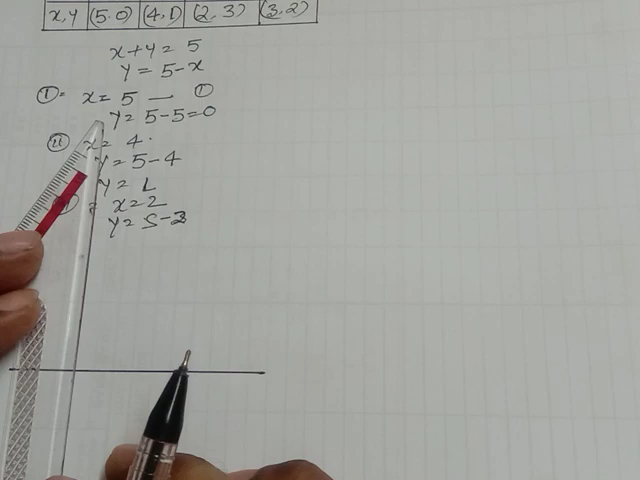 x,y (5,0) (4,1) (2,3) (3,2)
x+y = 5
y = 5-x
① = x = 5 — ①
y = 5-5=0
ii x = 4
y = 5-4
y = 1
x=2
y = 5-2